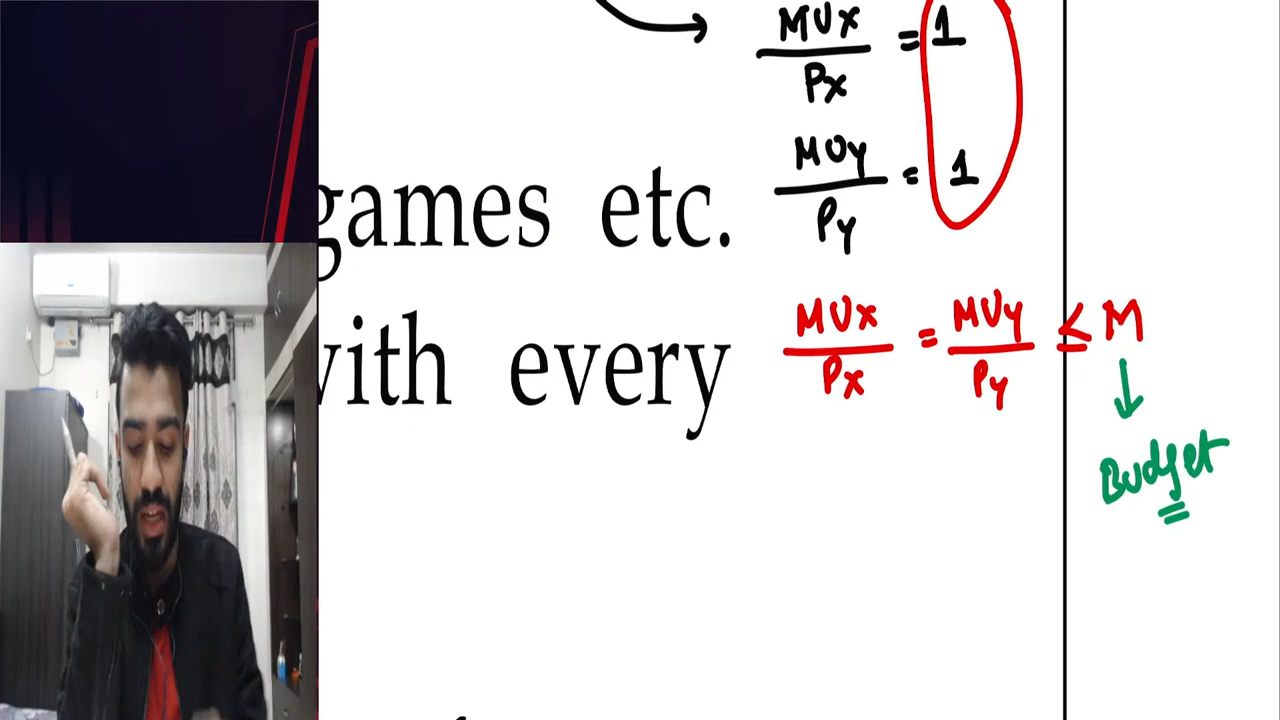 MUx = 1
Px
MUy = 1
Py
games etc.
MUx = MUy ≤ M
Px Py
with every
Budget